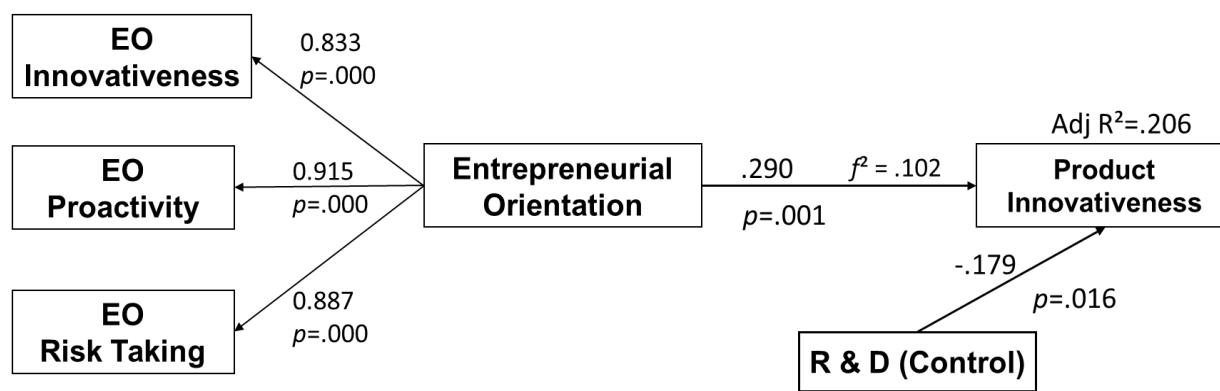 EO
Innovativeness
0.833
p=.000
EO
Proactivity
0.915
p=.000
EO
Risk Taking
0.887
p=.000
Entrepreneurial
Orientation
.290
f² = .102
p=.001
Adj R²=.206
Product
Innovativeness
-.179
p=.016
R & D (Control)